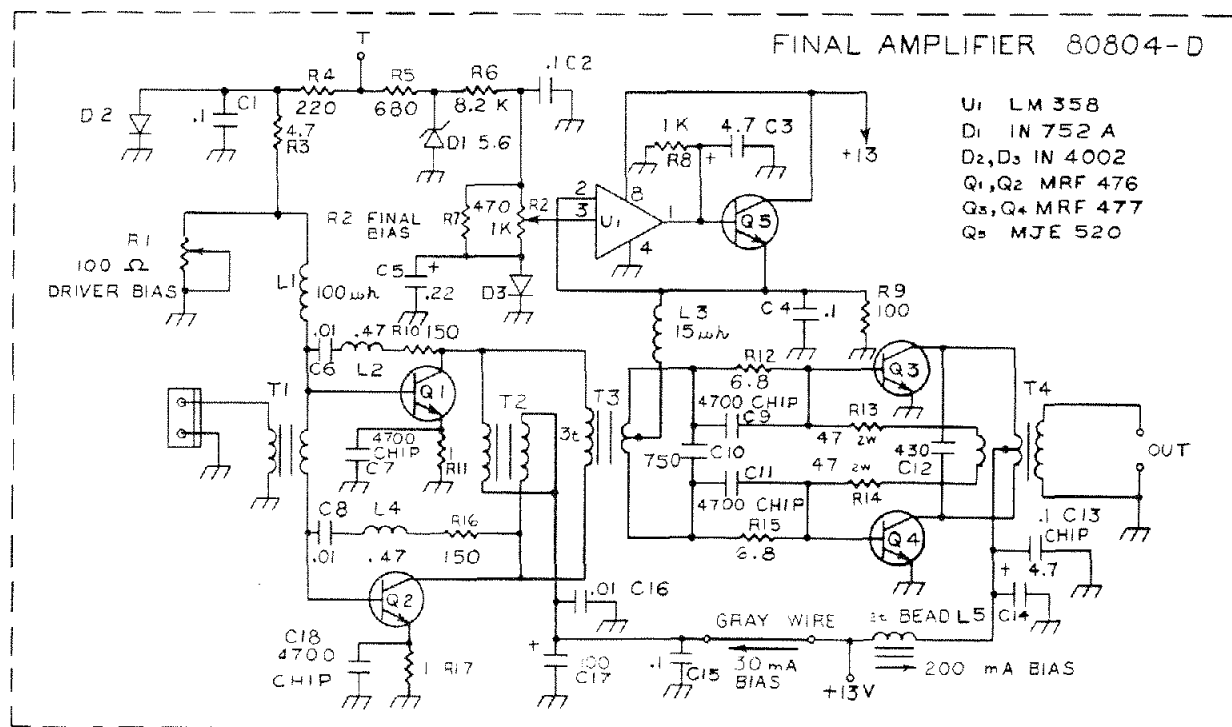 FINAL AMPLIFIER 80804-D
T
R4
220
R5
680
R6
8.2 K
.1 C2
D2
.1
C1
4.7
R3
D1 5.6
1K
R8
4.7 C3
+
+13
U1 LM 358
D1 IN 752 A
D2,D3 IN 4002
Q1,Q2 MRF 476
Q3,Q4 MRF 477
Q5 MJE 520
R2 FINAL
BIAS
R7
470
R2
1K
2
3
8
U1
1
4
Q5
R1
100 Ω
DRIVER BIAS
L1
100 µh
C5
+
.22
D3
L3
15 µh
C4
.1
R9
100
.01
C6
.47
L2
R10
150
Q1
T1
4700
CHIP
C7
1
R11
T2
3t
T3
R12
6.8
4700 CHIP
C9
750
C10
C11
4700 CHIP
R15
6.8
Q3
R13
47
2W
47
2W
R14
430
C12
Q4
T4
OUT
C8
.01
L4
.47
R16
150
Q2
C18
4700
CHIP
1 R17
.01 C16
+
100
C17
.1
C15
GRAY WIRE
30 mA
BIAS
+13V
2t BEAD L5
200 mA BIAS
.1 C13
CHIP
+
4.7
C14